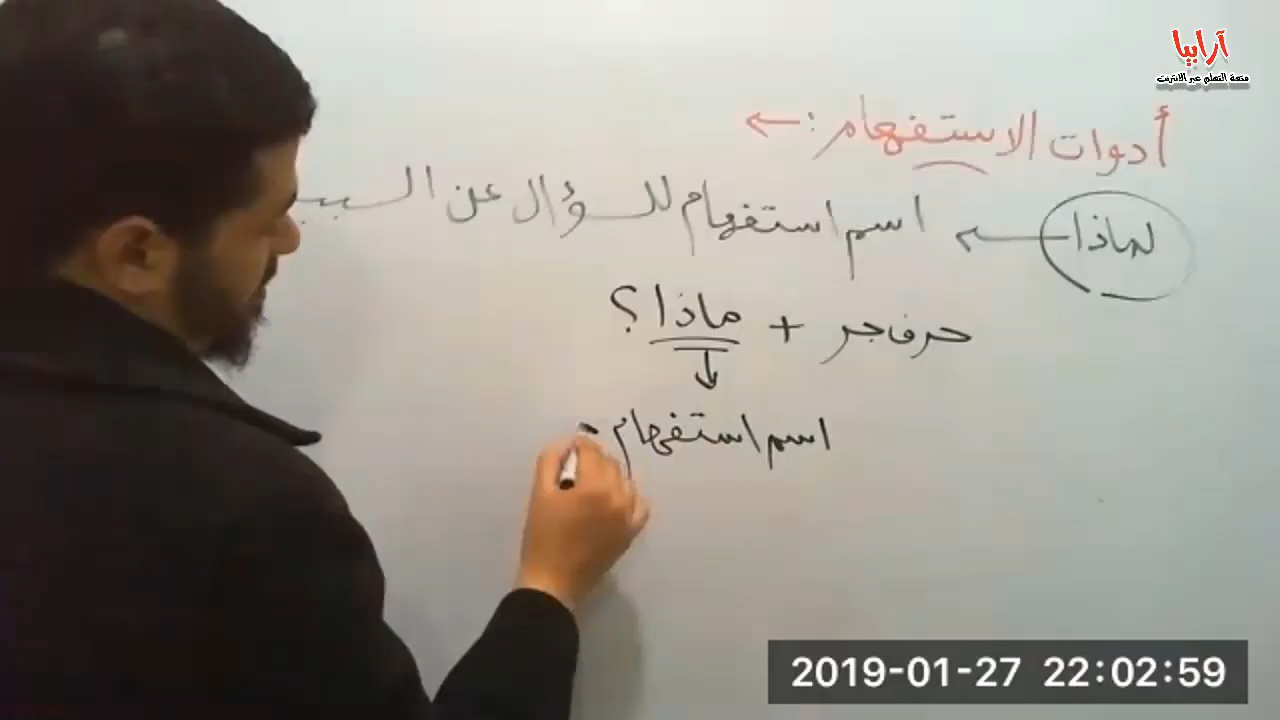 آرابيا
منصة التعلم عبر الانترنت
أدوات الاستفهام: ←
لماذا ← اسم استفهام للسؤال عن السبب
حرف جر + ماذا؟
↓
اسم استفهام
2019-01-27 22:02:59